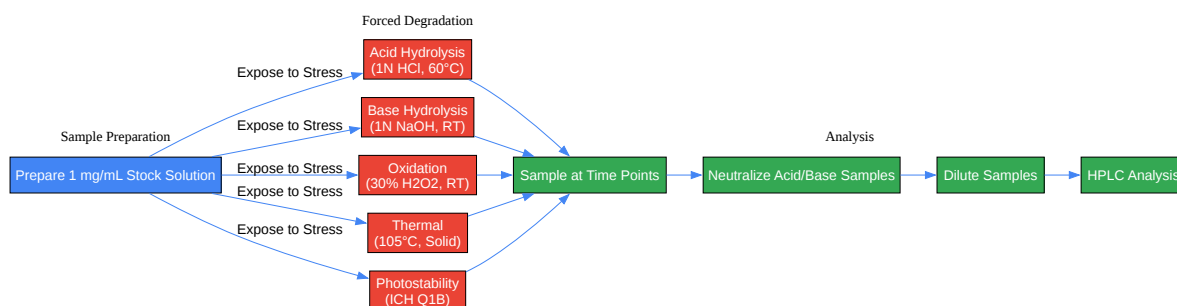 Forced Degradation
Acid Hydrolysis
(1N HCl, 60°C)
Expose to Stress
Base Hydrolysis
(1N NaOH, RT)
Expose to Stress
Sample Preparation
Analysis
Prepare 1 mg/mL Stock Solution
Expose to Stress
Oxidation
(30% H2O2, RT)
Sample at Time Points
Neutralize Acid/Base Samples
Dilute Samples
HPLC Analysis
Expose to Stress
Thermal
(105°C, Solid)
Expose to Stress
Photostability
(ICH Q1B)